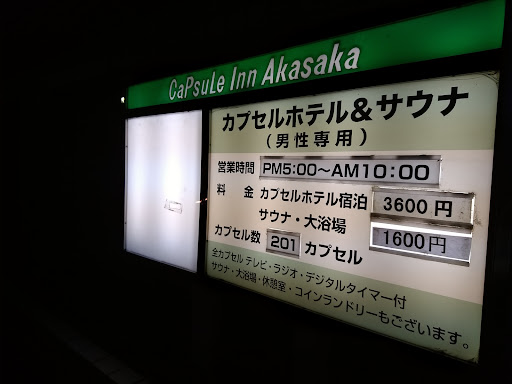 CaPsuLe Inn Akasaka
カプセルホテル&サウナ
(男性専用)
営業時間 PM5:00~AM10:00
料金 カプセルホテル宿泊 3600円
サウナ・大浴場 1600円
カプセル数 201 カプセル
全カプセル テレビ・ラジオ・デジタルタイマー付
サウナ・大浴場・休憩室・コインランドリーもございます。